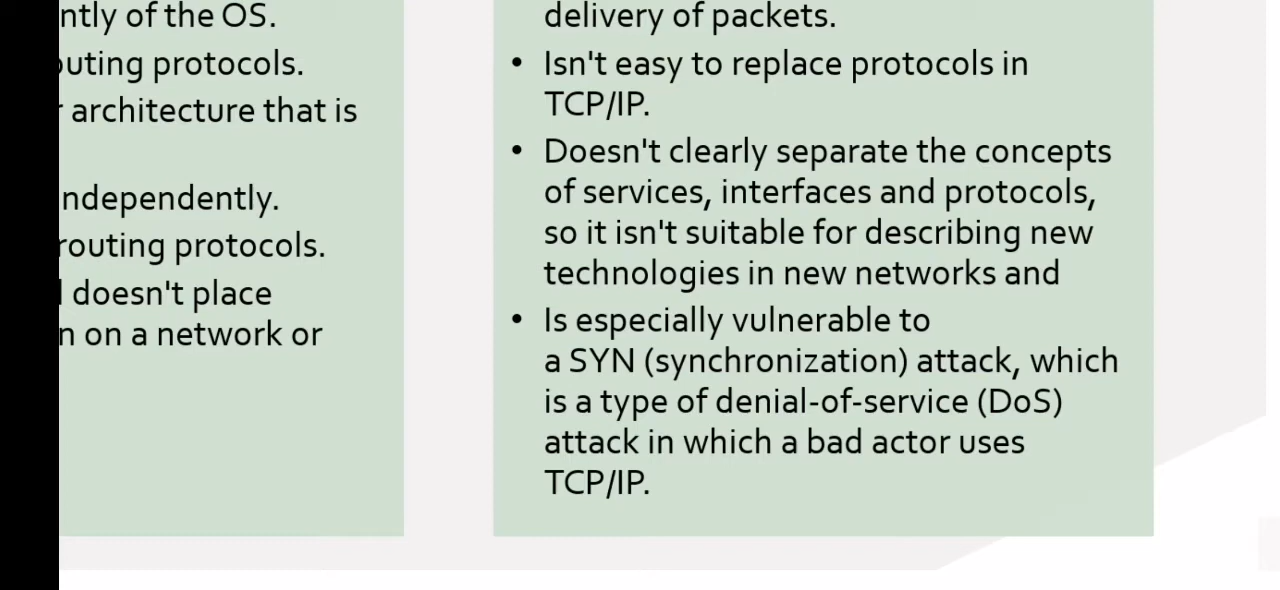 ntly of the OS.
outing protocols.
architecture that is
ndependently.
routing protocols.
doesn't place
n on a network or
delivery of packets.
• Isn't easy to replace protocols in
TCP/IP.
• Doesn't clearly separate the concepts
of services, interfaces and protocols,
so it isn't suitable for describing new
technologies in new networks and
• Is especially vulnerable to
a SYN (synchronization) attack, which
is a type of denial-of-service (DoS)
attack in which a bad actor uses
TCP/IP.